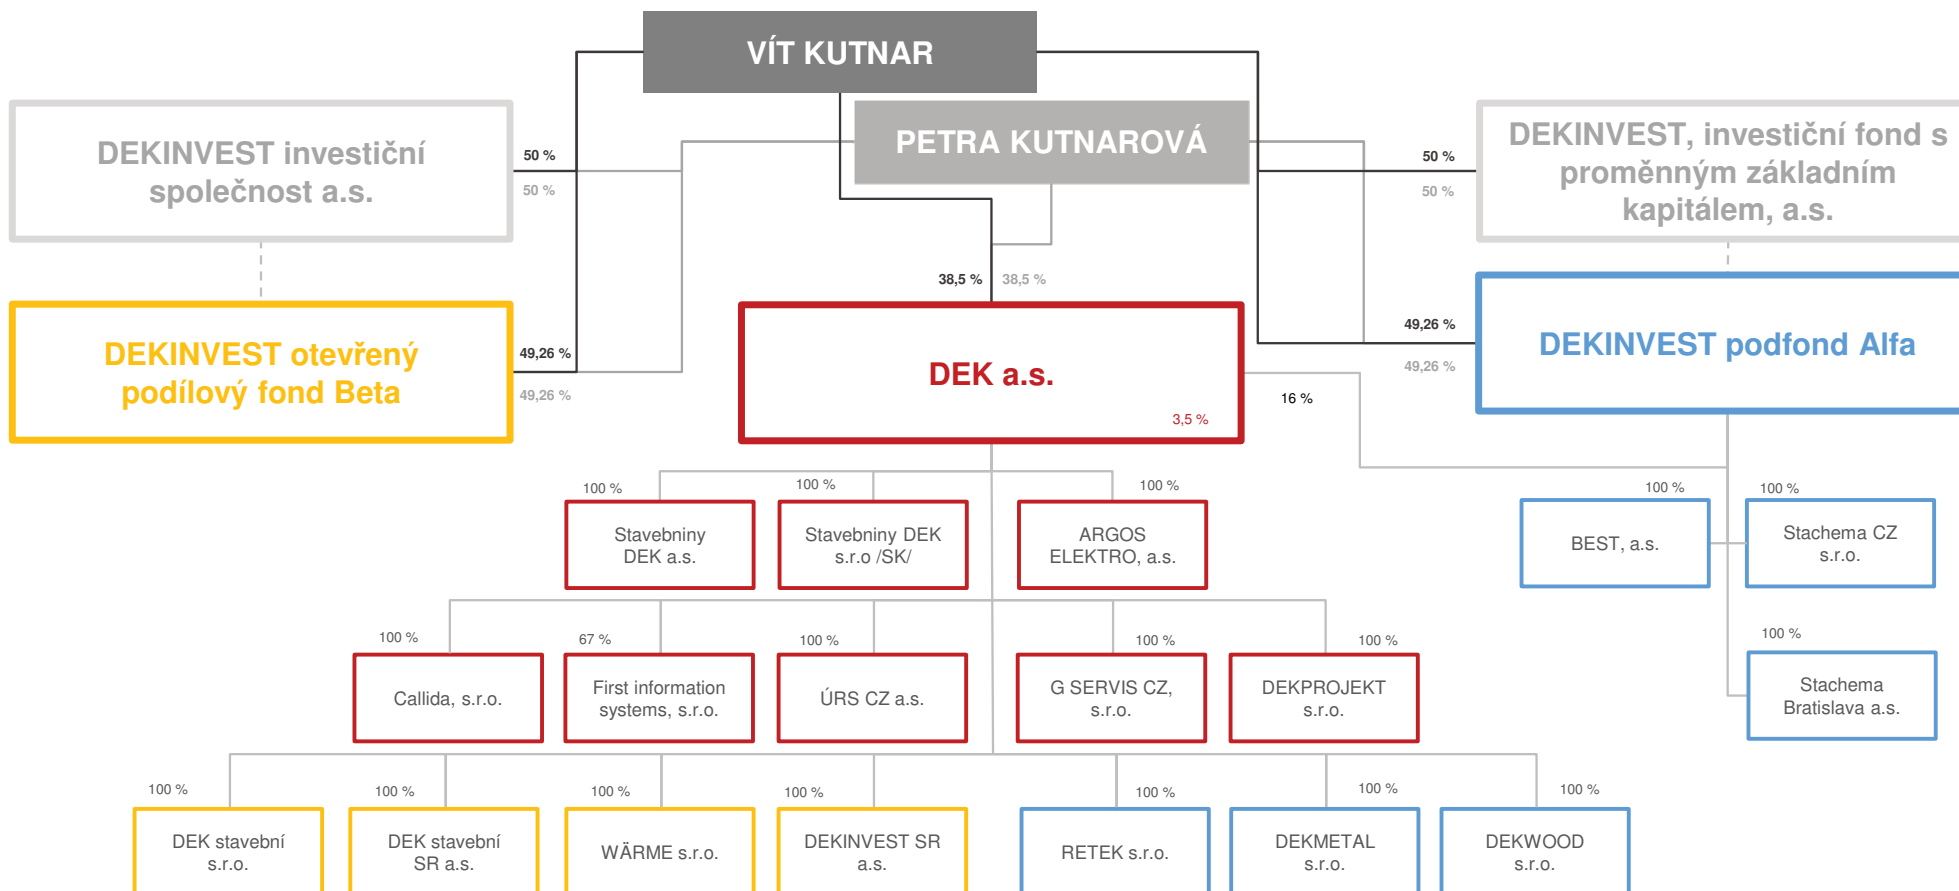 VÍT KUTNAR
PETRA KUTNAROVÁ
DEKINVEST investiční
společnost a.s.
50 %
50 %
50 %
50 %
DEKINVEST, investiční fond s
proměnným základním
kapitálem, a.s.
38,5 %
38,5 %
DEKINVEST otevřený
podílový fond Beta
49,26 %
49,26 %
DEK a.s.
3,5 %
16 %
49,26 %
49,26 %
DEKINVEST podfond Alfa
100 %
100 %
100 %
100 %
100 %
Stavebniny
DEK a.s.
Stavebniny DEK
s.r.o /SK/
ARGOS
ELEKTRO, a.s.
BEST, a.s.
Stachema CZ
s.r.o.
100 %
67 %
100 %
100 %
100 %
100 %
Callida, s.r.o.
First information
systems, s.r.o.
ÚRS CZ a.s.
G SERVIS CZ,
s.r.o.
DEKPROJEKT
s.r.o.
Stachema
Bratislava a.s.
100 %
100 %
100 %
100 %
100 %
100 %
100 %
DEK stavební
s.r.o.
DEK stavební
SR a.s.
WÄRME s.r.o.
DEKINVEST SR
a.s.
RETEK s.r.o.
DEKMETAL
s.r.o.
DEKWOOD
s.r.o.